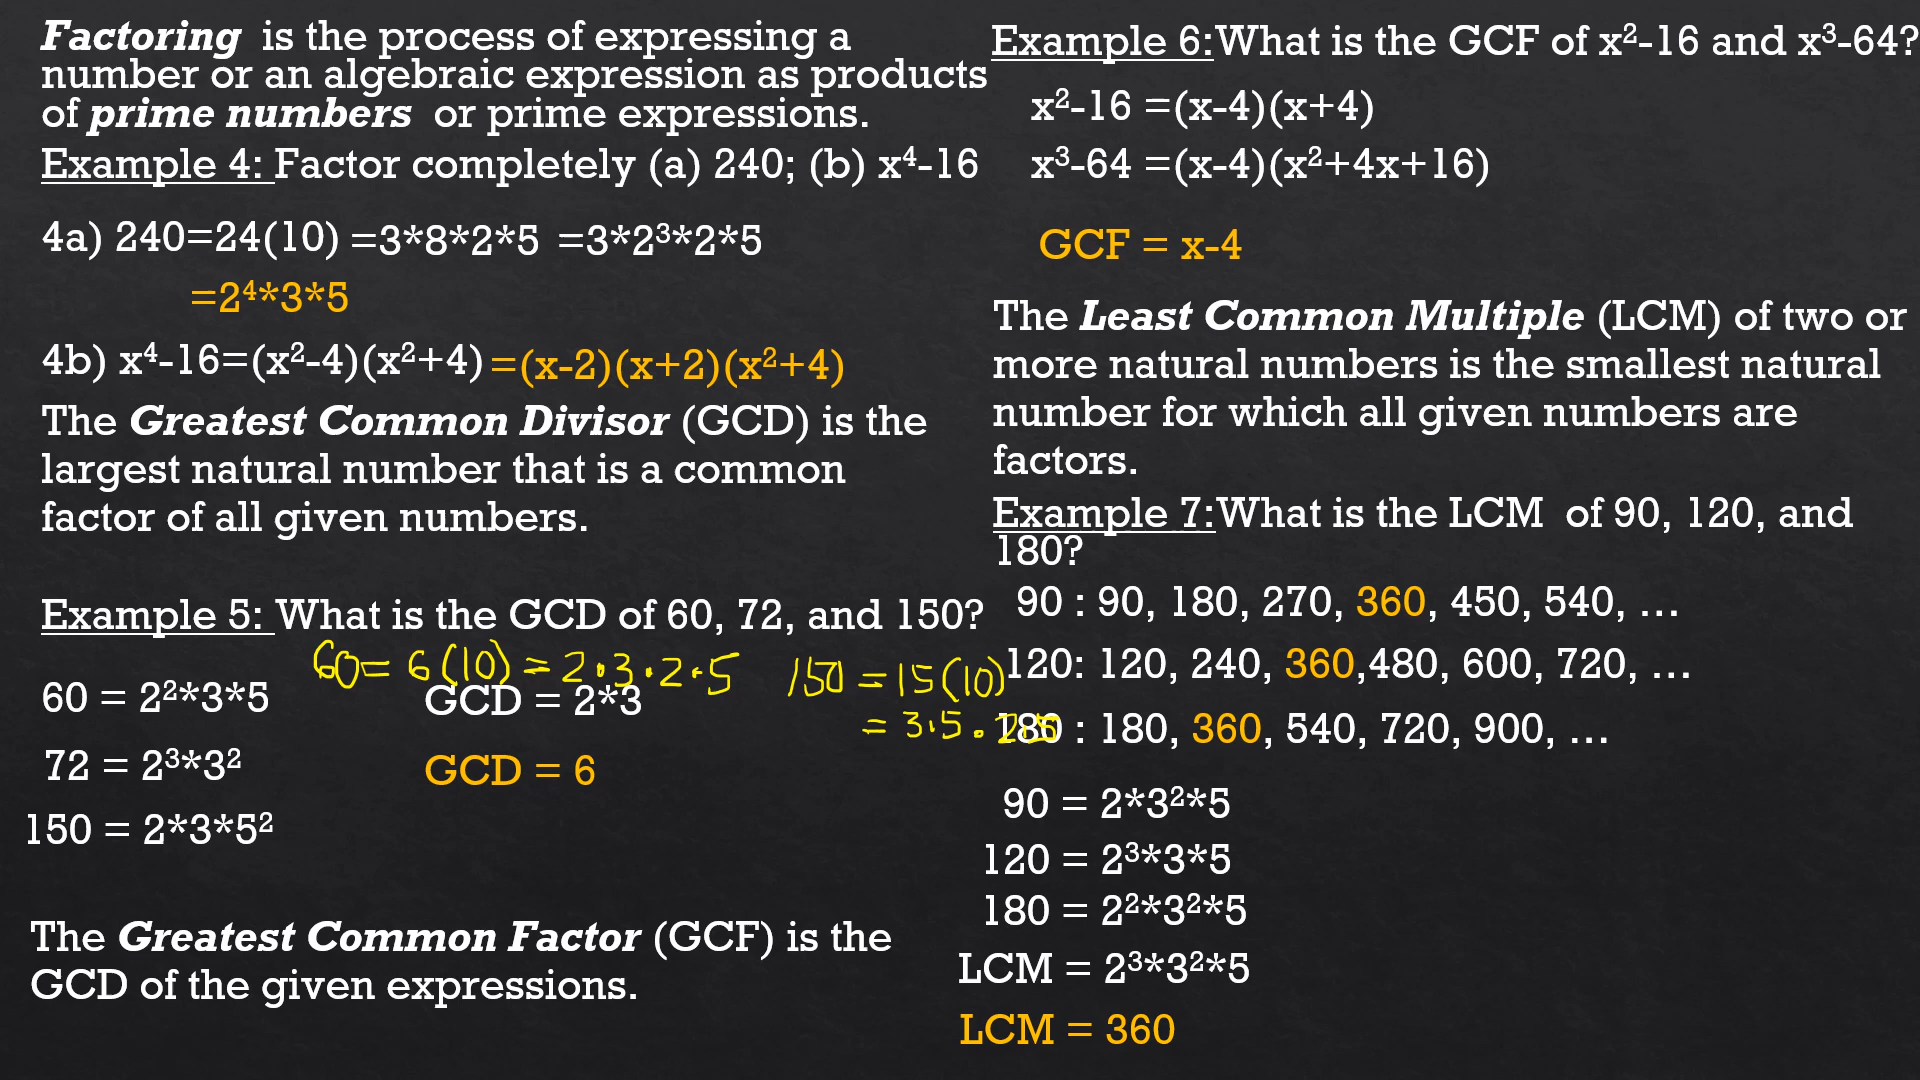 Factoring is the process of expressing a
number or an algebraic expression as products
of prime numbers or prime expressions.
Example 4: Factor completely (a) 240; (b) x⁴-16
4a) 240=24(10) =3*8*2*5 =3*2³*2*5
=2⁴*3*5
4b) x⁴-16=(x²-4)(x²+4) =(x-2)(x+2)(x²+4)
The Greatest Common Divisor (GCD) is the
largest natural number that is a common
factor of all given numbers.
Example 5: What is the GCD of 60, 72, and 150?
60= 6(10) = 2·3·2·5
150 = 15(10)
= 3·5·2·5
60 = 2²*3*5
GCD = 2*3
72 = 2³*3²
GCD = 6
150 = 2*3*5²
The Greatest Common Factor (GCF) is the
GCD of the given expressions.
Example 6:What is the GCF of x²-16 and x³-64?
x²-16 =(x-4)(x+4)
x³-64 =(x-4)(x²+4x+16)
GCF = x-4
The Least Common Multiple (LCM) of two or
more natural numbers is the smallest natural
number for which all given numbers are
factors.
Example 7:What is the LCM of 90, 120, and
180?
90 : 90, 180, 270, 360, 450, 540, …
120: 120, 240, 360,480, 600, 720, …
180 : 180, 360, 540, 720, 900, …
90 = 2*3²*5
120 = 2³*3*5
180 = 2²*3²*5
LCM = 2³*3²*5
LCM = 360